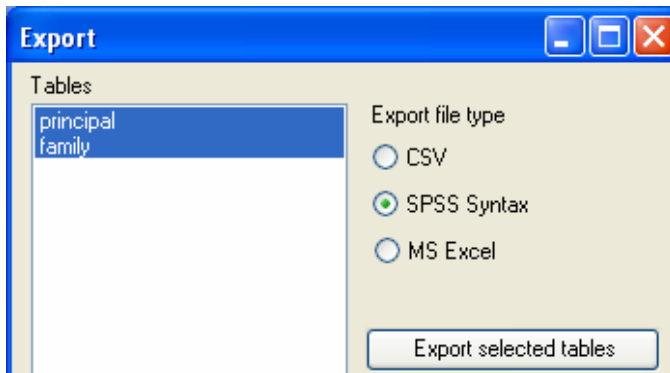 Export
Tables
principal
family
Export file type
CSV
SPSS Syntax
MS Excel
Export selected tables